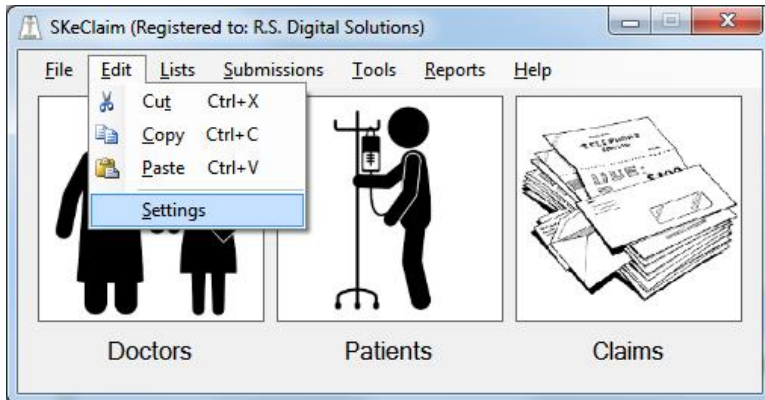 SKeClaim (Registered to: R.S. Digital Solutions)
File Edit Lists Submissions Tools Reports Help
Cut Ctrl+X
Copy Ctrl+C
Paste Ctrl+V
Settings
TELEPHONE
Doctors Patients Claims